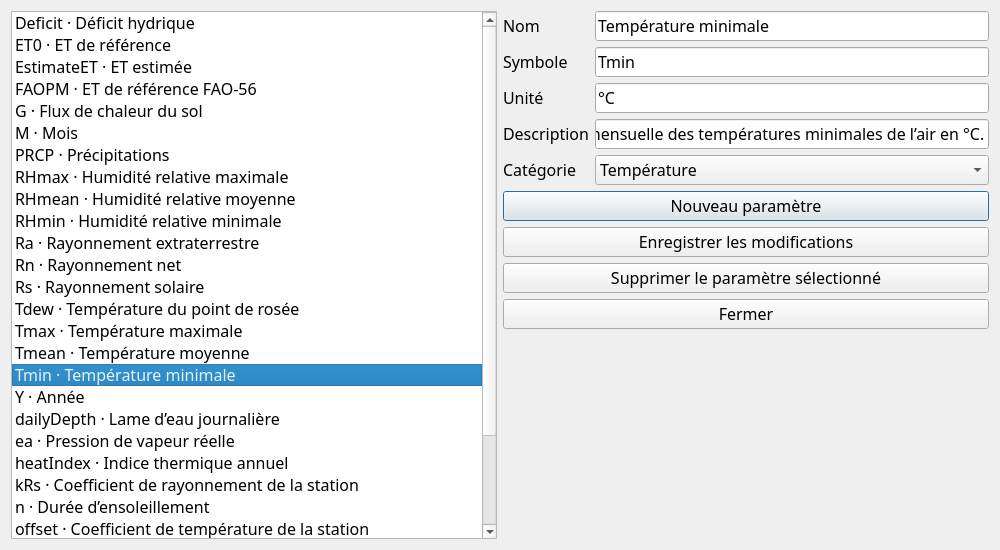 Deficit · Déficit hydrique
ET0 · ET de référence
EstimateET · ET estimée
FAOPM · ET de référence FAO-56
G · Flux de chaleur du sol
M · Mois
PRCP · Précipitations
RHmax · Humidité relative maximale
RHmean · Humidité relative moyenne
RHmin · Humidité relative minimale
Ra · Rayonnement extraterrestre
Rn · Rayonnement net
Rs · Rayonnement solaire
Tdew · Température du point de rosée
Tmax · Température maximale
Tmean · Température moyenne
Tmin · Température minimale
Y · Année
dailyDepth · Lame d’eau journalière
ea · Pression de vapeur réelle
heatIndex · Indice thermique annuel
kRs · Coefficient de rayonnement de la station
n · Durée d’ensoleillement
offset · Coefficient de température de la station
Nom Température minimale
Symbole Tmin
Unité °C
Description des températures minimales de l’air en °C.
Catégorie Température
Nouveau paramètre
Enregistrer les modifications
Supprimer le paramètre sélectionné
Fermer